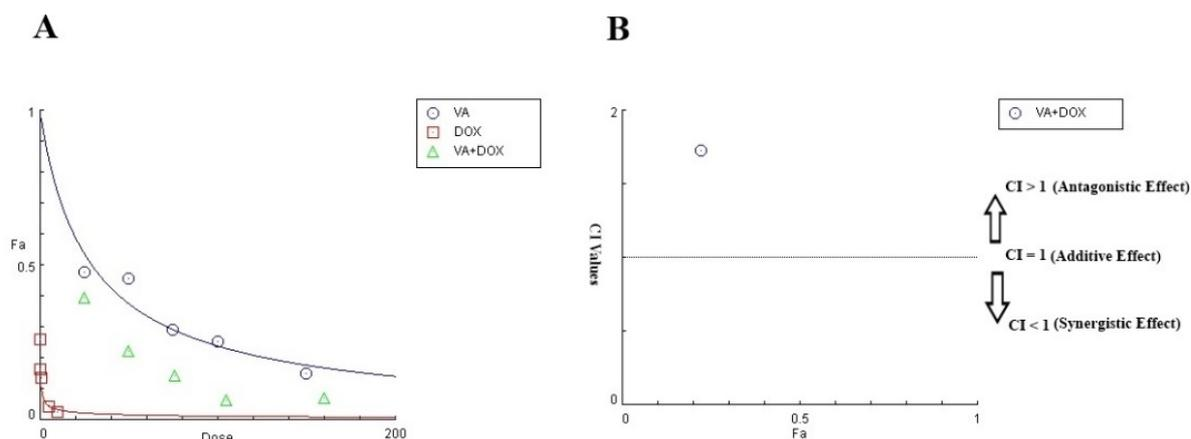 A
1
Fa
0.5
0
0
Dose
200
VA
DOX
VA+DOX
B
2
CI Values
1
0
0
0.5
Fa
1
VA+DOX
CI > 1 (Antagonistic Effect)
CI = 1 (Additive Effect)
CI < 1 (Synergistic Effect)